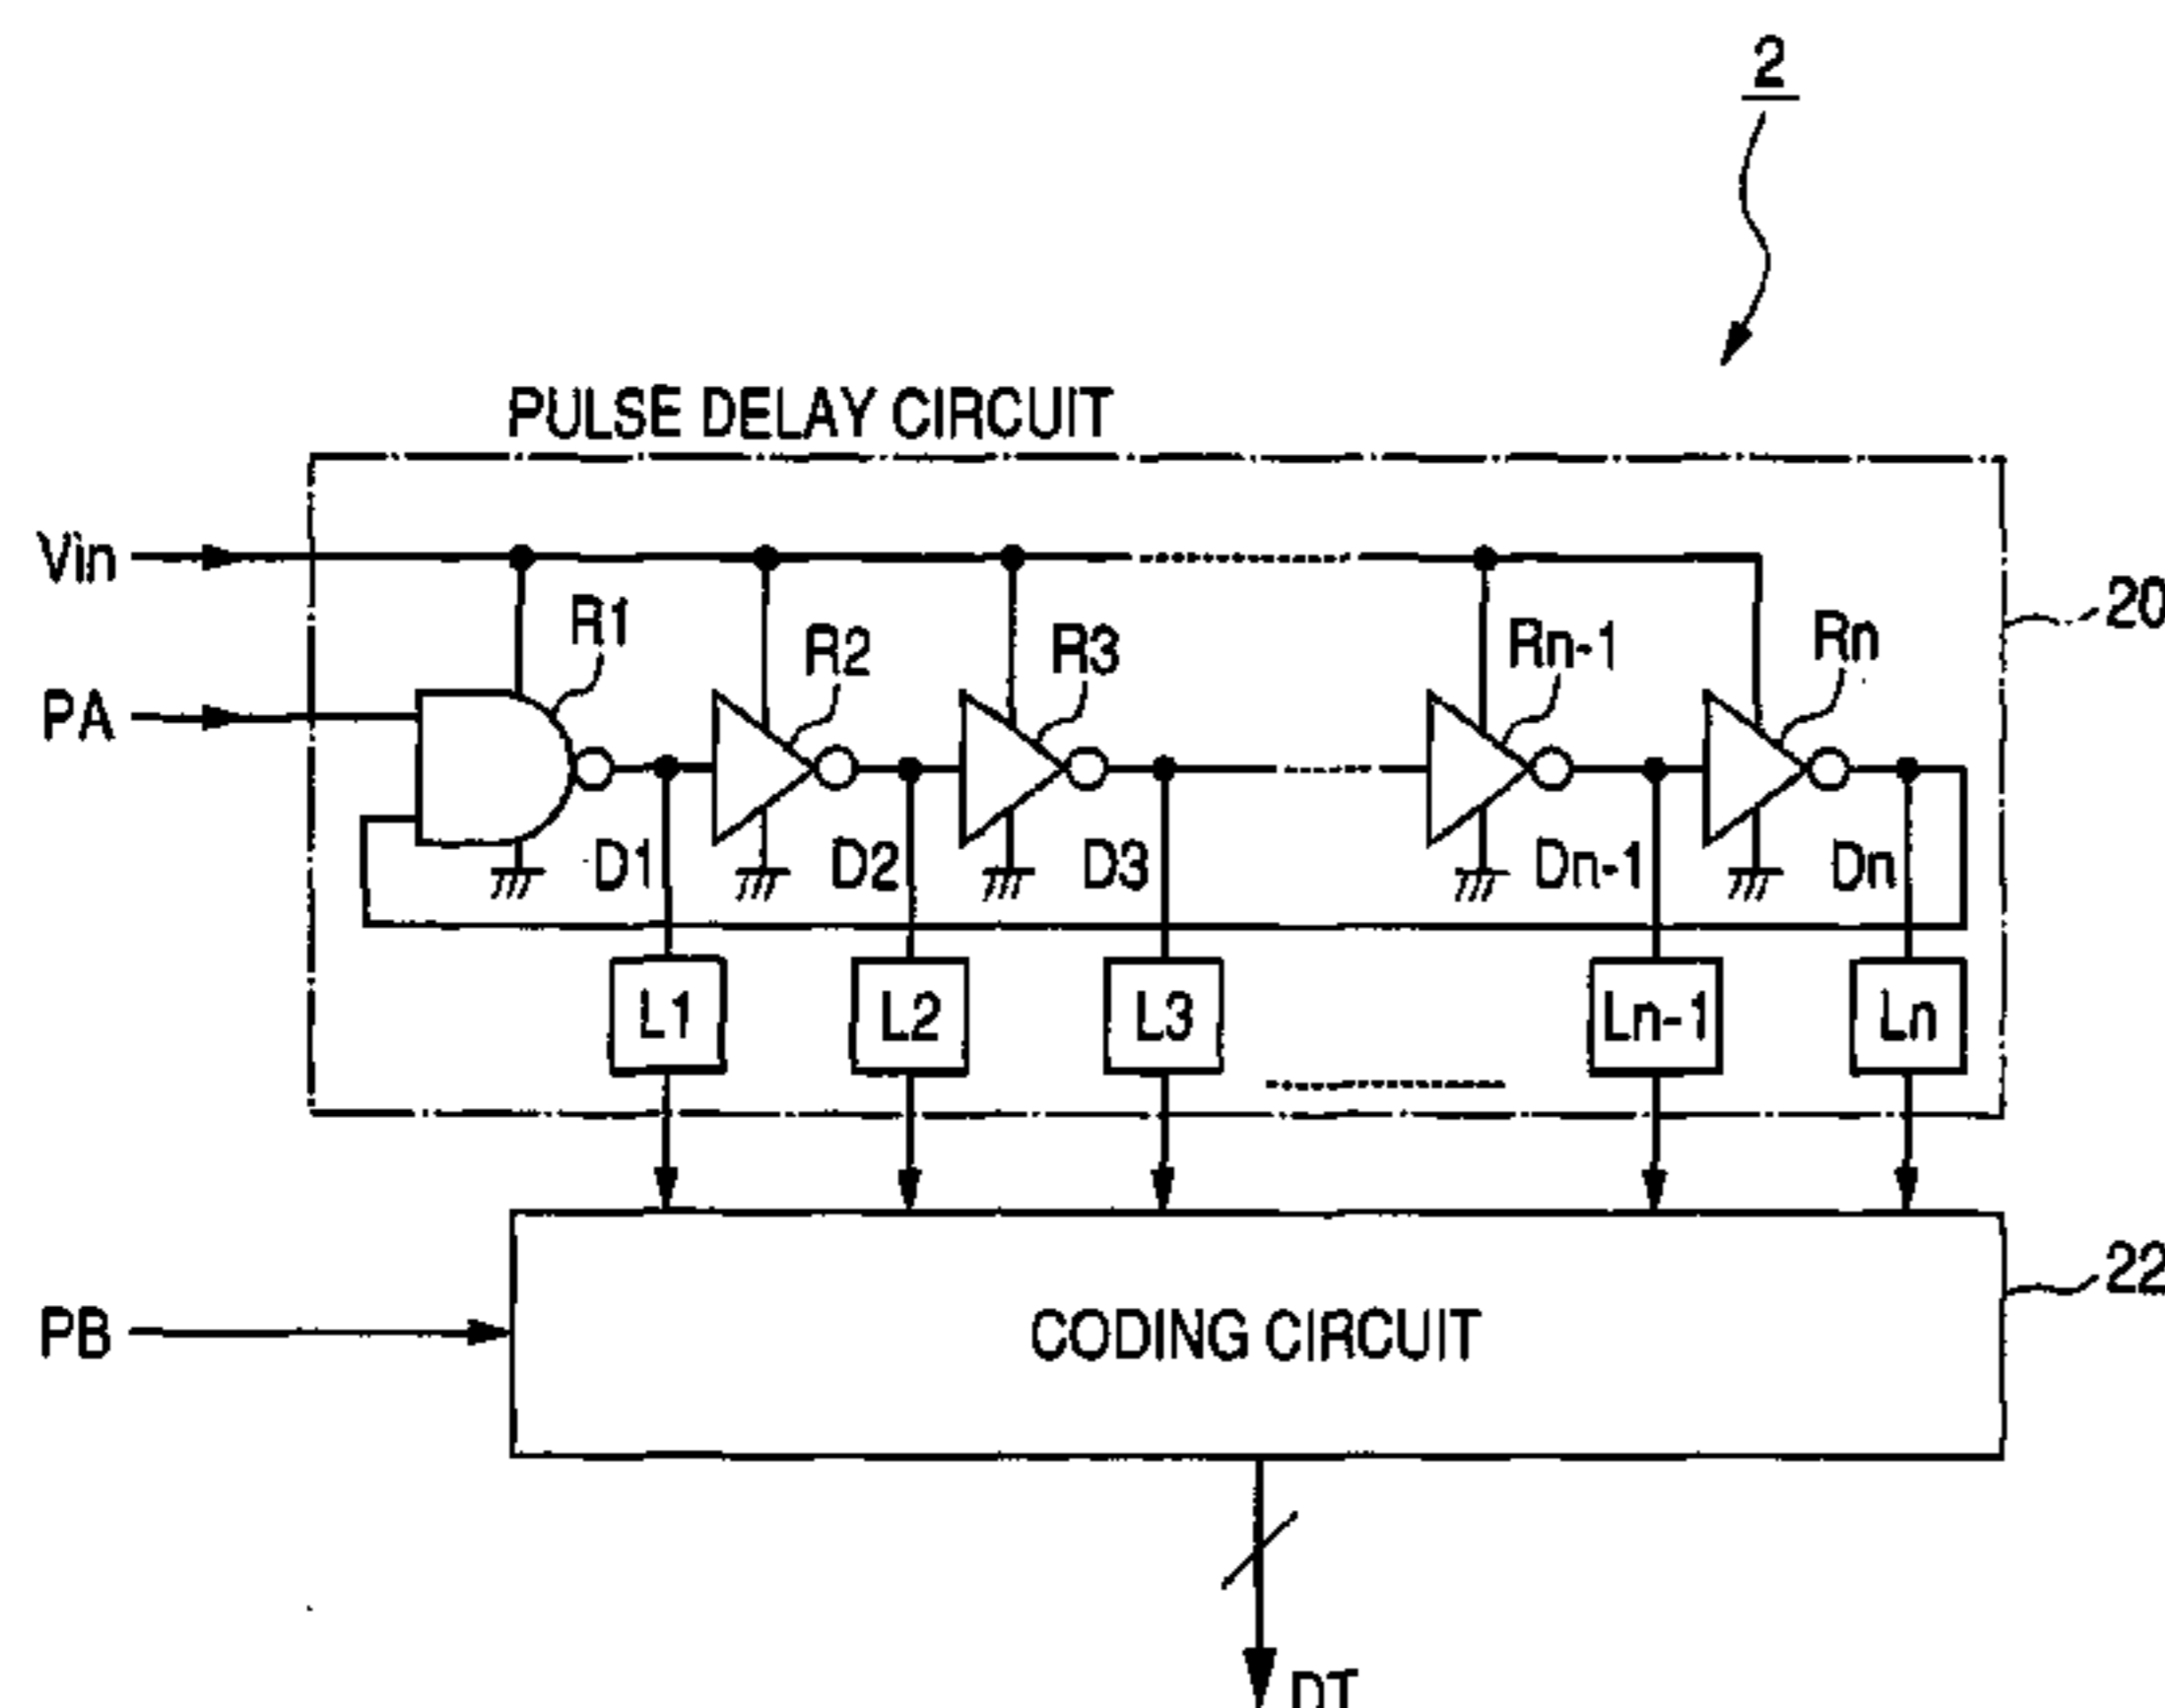 2
PULSE DELAY CIRCUIT
Vin
20
R1
R2
R3
Rn-1
Rn
PA
D1
D2
D3
Dn-1
Dn
L1
L2
L3
Ln-1
Ln
22
PB
CODING CIRCUIT
DT